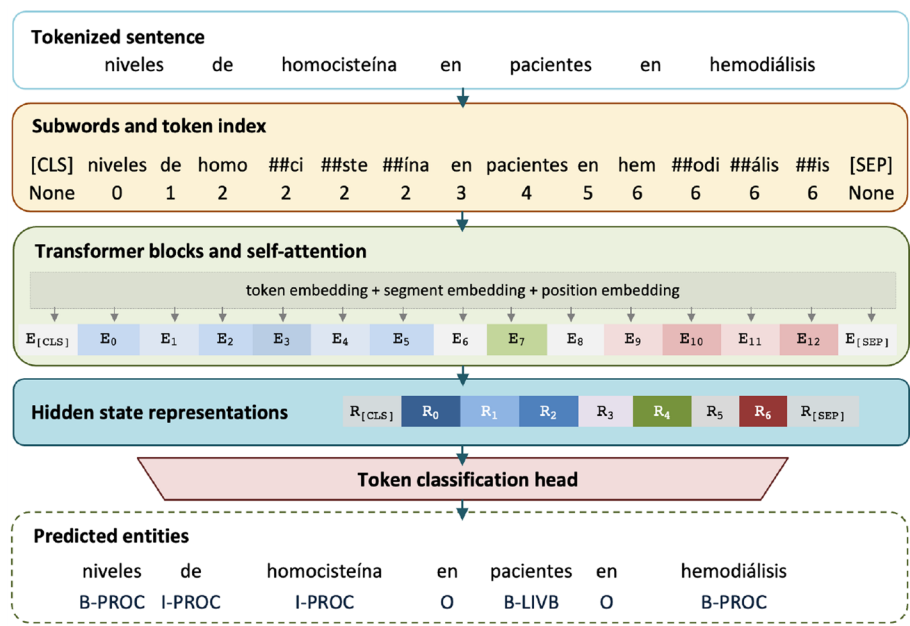 Tokenized sentence
niveles de homocisteína en pacientes en hemodiálisis
Subwords and token index
[CLS] niveles de homo ##ci ##ste ##ína en pacientes en hem ##odi ##ális ##is [SEP]
None 0 1 2 2 2 2 3 4 5 6 6 6 6 None
Transformer blocks and self-attention
token embedding + segment embedding + position embedding
E[CLS] E0 E1 E2 E3 E4 E5 E6 E7 E8 E9 E10 E11 E12 E[SEP]
Hidden state representations R[CLS] R0 R1 R2 R3 R4 R5 R6 R[SEP]
Token classification head
Predicted entities
niveles de homocisteína en pacientes en hemodiálisis
B-PROC I-PROC I-PROC O B-LIVB O B-PROC